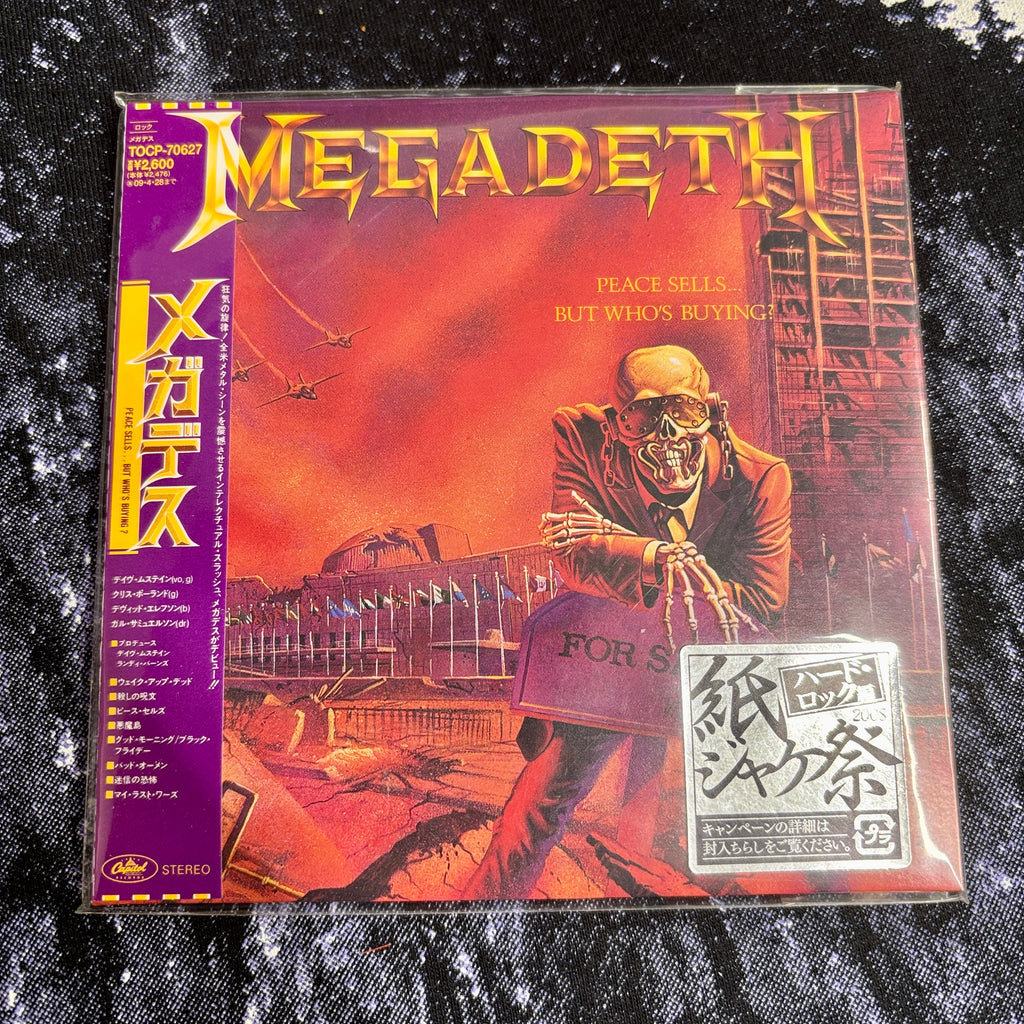 ロック
メガデス
TOCP-70627
¥2,600
(本体¥2,476)
09・4・28まで
MEGADETH
PEACE SELLS...
BUT WHO'S BUYING?
メガデス
PEACE SELLS... BUT WHO'S BUYING?
狂気の旋律!全米メタル・シーンを震憾させるインテレクチュアル・スラッシュ、メガデスがデビュー!!
デイヴ・ムステイン(vo, g)
クリス・ポーランド(g)
デヴィッド・エレフソン(b)
ガル・サミュエルソン(dr)
■プロデュース
デイヴ・ムステイン
ランディ・バーンズ
■ウェイク・アップ・デッド
■殺しの呪文
■ピース・セルズ
■悪魔島
■グッド・モーニング/ブラック・
フライデー
■バッド・オーメン
■迷信の恐怖
■マイ・ラスト・ワーズ
Capitol
RECORDS
STEREO
FOR S
紙ジャケ祭
ハード
ロック編
2008
キャンペーンの詳細は
封入ちらしをご覧ください。
プラ